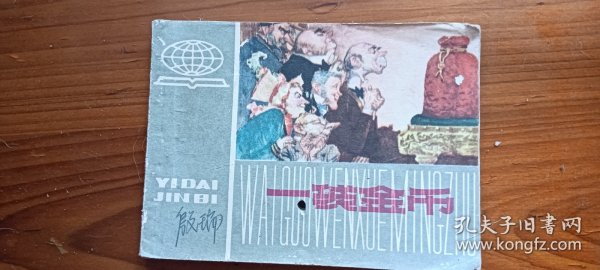 YI·DAI
JIN BI
WAIGUOWENXUEMINGZHU
一袋金币
孔夫子旧书网
www.kongfz.com